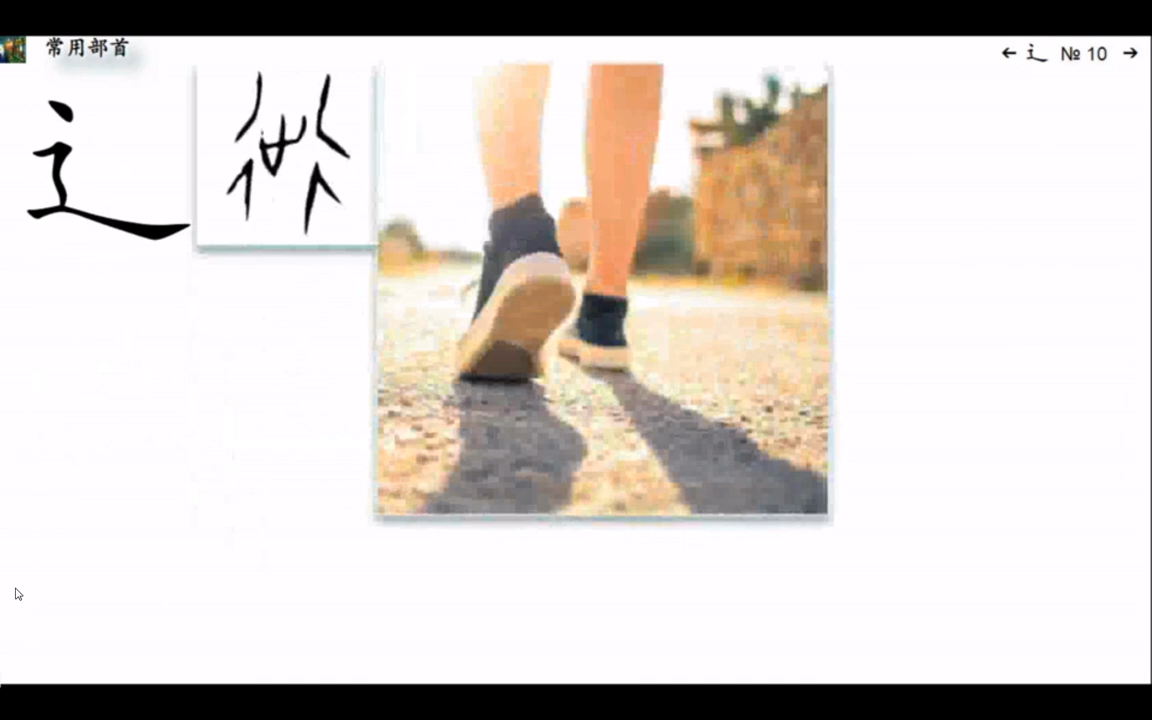 常用部首
← 辶 № 10 →
辶